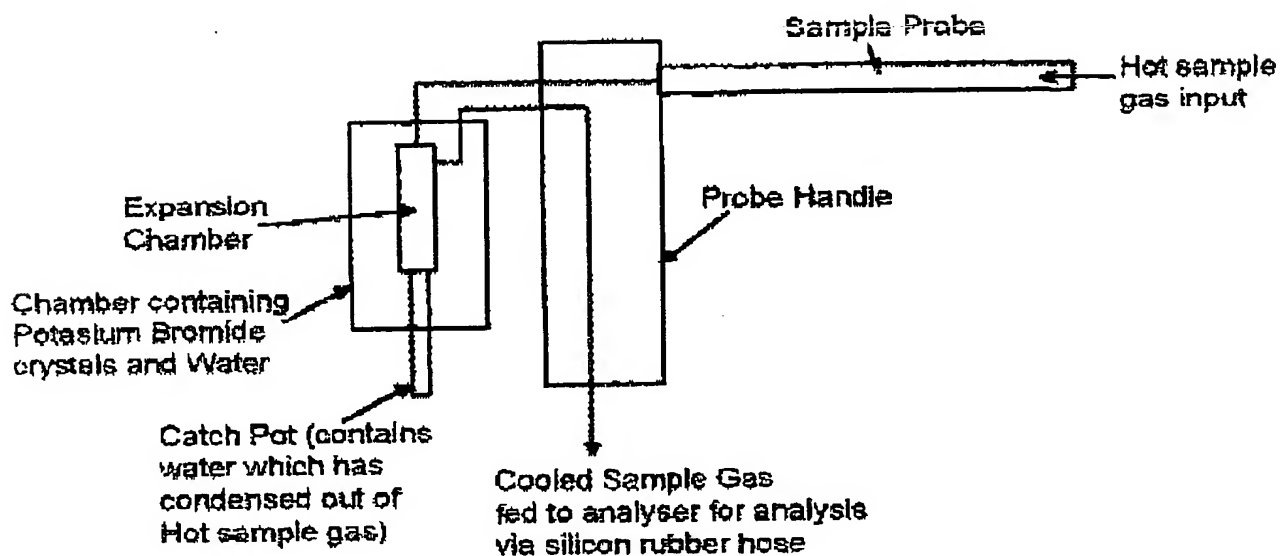 Sample Probe
Hot sample
gas input
Probe Handle
Expansion
Chamber
Chamber containing
Potasium Bromide
crystals and Water
Catch Pot (contains
water which has
condensed out of
Hot sample gas)
Cooled Sample Gas
fed to analyser for analysis
via silicon rubber hose